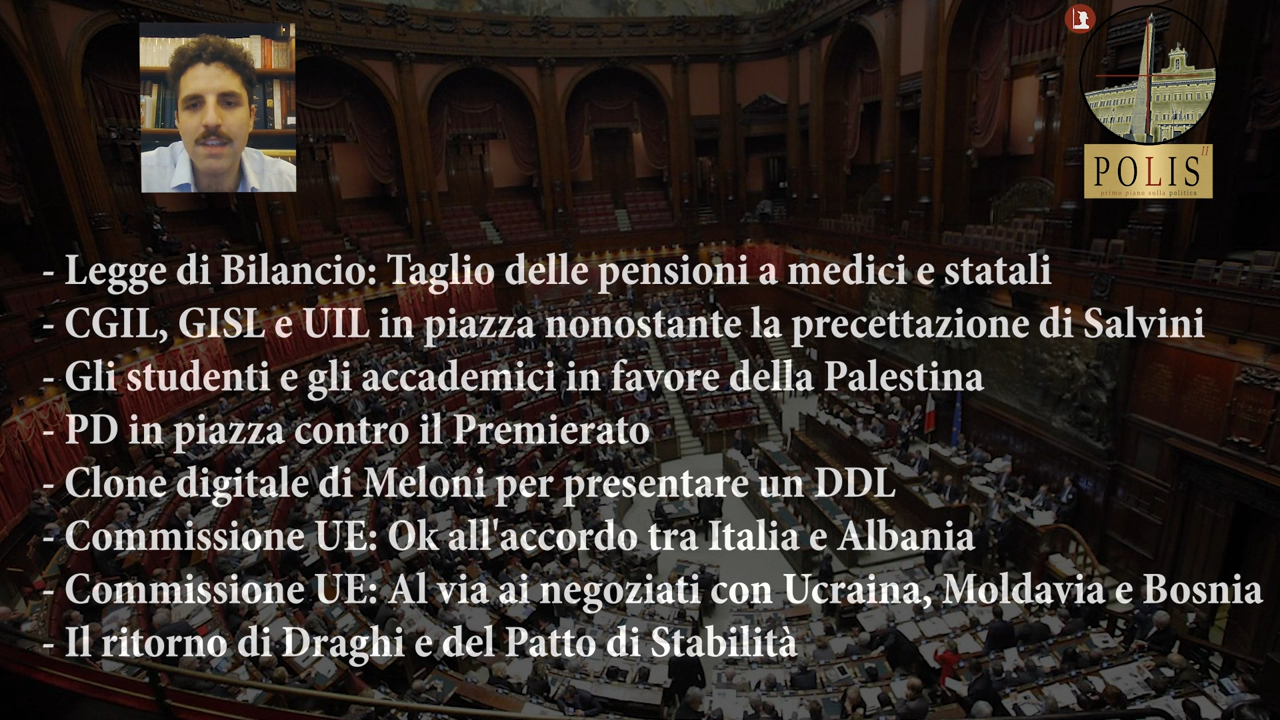 POLIS II
primo piano sulla politica
- Legge di Bilancio: Taglio delle pensioni a medici e statali
- CGIL, GISL e UIL in piazza nonostante la precettazione di Salvini
- Gli studenti e gli accademici in favore della Palestina
- PD in piazza contro il Premierato
- Clone digitale di Meloni per presentare un DDL
- Commissione UE: Ok all'accordo tra Italia e Albania
- Commissione UE: Al via ai negoziati con Ucraina, Moldavia e Bosnia
- Il ritorno di Draghi e del Patto di Stabilità